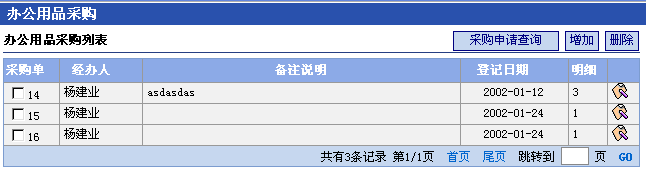 办公用品采购
办公用品采购列表 采购申请查询 增加 删除
采购单 经办人 备注说明 登记日期 明细
14 杨建业 asdasdas 2002-01-12 3
15 杨建业 2002-01-24 1
16 杨建业 2002-01-24 1
共有3条记录 第1/1页 首页 尾页 跳转到 页 GO